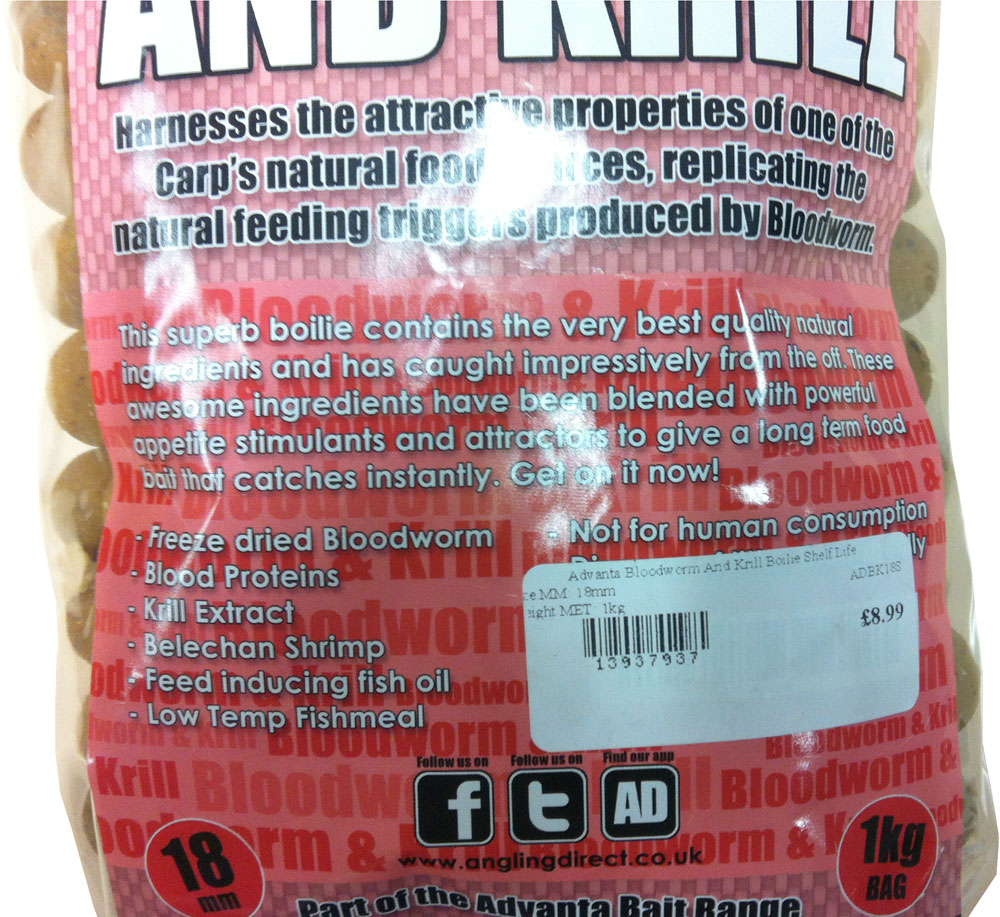 AND KRILL
Harnesses the attractive properties of one of the
Carp's natural food, replicating the
natural feeding triggers produced by Bloodworm.
This superb boilie contains the very best quality natural
ingredients and has caught impressively from the off. These
awesome ingredients have been blended with powerful
appetite stimulants and attractors to give a long term food
bait that catches instantly. Get on it now!
- Freeze dried Bloodworm
- Blood Proteins
- Krill Extract
- Belechan Shrimp
- Feed inducing fish oil
- Low Temp Fishmeal
- Not for human consumption
Advanta Bloodworm And Krill Boilie Shelf Life
ADBK18S
MM: 18mm
MET: 1kg
£8.99
13937937
Follow us on
Follow us on
Find our app
f
t
AD
www.anglingdirect.co.uk
18
mm
1kg
BAG
Part of the Advanta Bait Range
Bloodworm & Krill